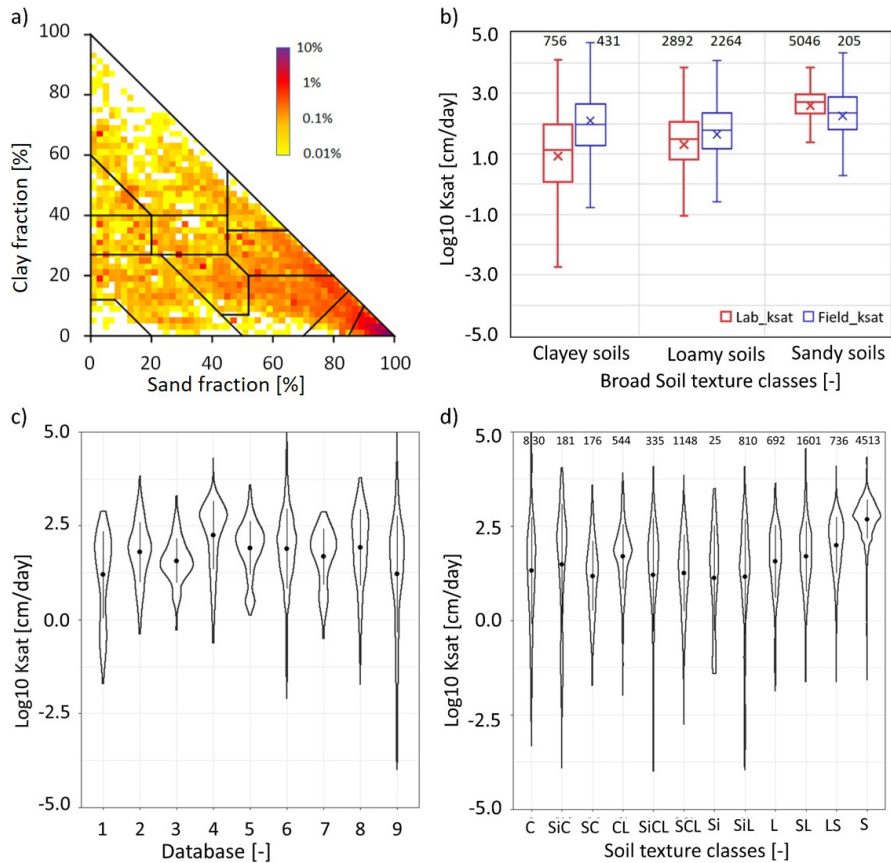 a)
100
80
60
40
20
0
Clay fraction [%]
0 20 40 60 80 100
Sand fraction [%]
10%
1%
0.1%
0.01%
b)
5.0
3.0
1.0
-1.0
-3.0
-5.0
Log10 Ksat [cm/day]
756 431 2892 2264 5046 205
Lab_ksat Field_ksat
Clayey soils Loamy soils Sandy soils
Broad Soil texture classes [-]
c)
5.0
2.5
0.0
-2.5
-5.0
Log10 Ksat [cm/day]
1 2 3 4 5 6 7 8 9
Database [-]
d)
5.0
2.5
0.0
-2.5
-5.0
Log10 Ksat [cm/day]
830 181 176 544 335 1148 25 810 692 1601 736 4513
C SiC SC CL SiCL SCL Si SiL L SL LS S
Soil texture classes [-]